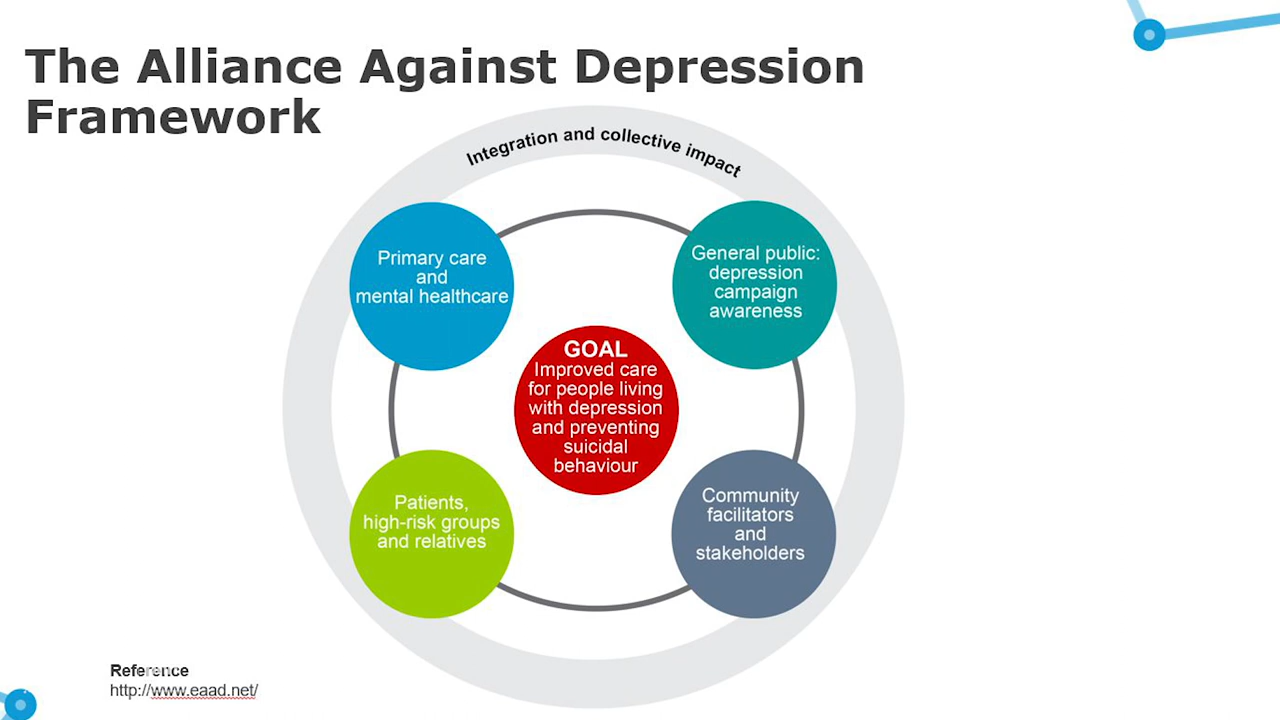 The Alliance Against Depression
Framework
Integration and collective impact
Primary care
and
mental healthcare
General public:
depression
campaign
awareness
GOAL
Improved care
for people living
with depression
and preventing
suicidal
behaviour
Patients,
high-risk groups
and relatives
Community
facilitators
and
stakeholders
Reference
http://www.eaad.net/